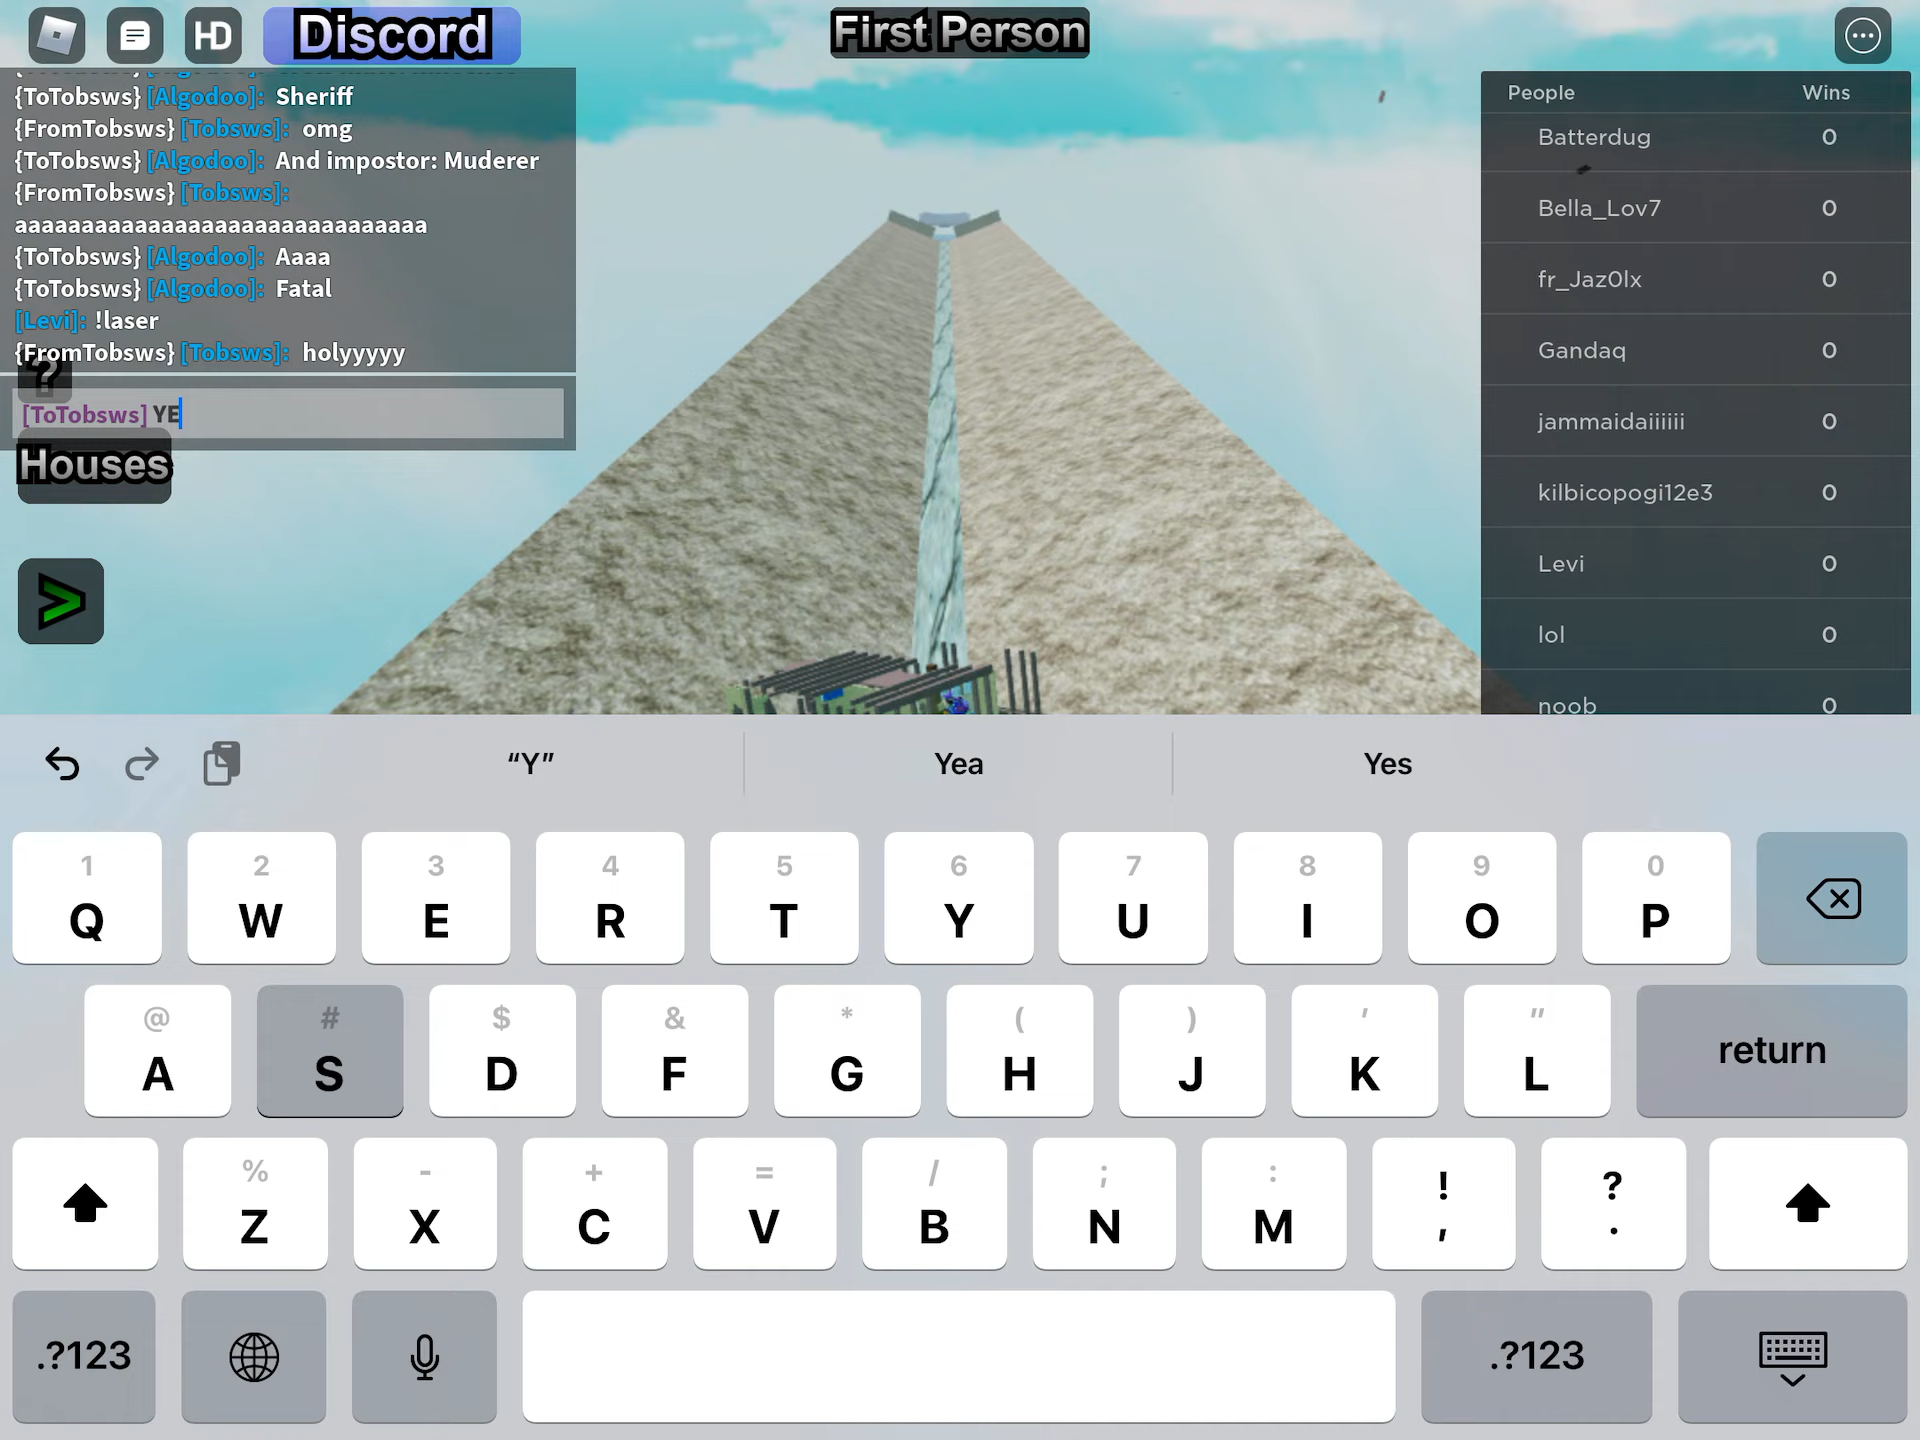 HD
Discord
First Person
{ToTobsws} [Algodoo]: Sheriff
{FromTobsws} [Tobsws]: omg
{ToTobsws} [Algodoo]: And impostor: Muderer
{FromTobsws} [Tobsws]:
aaaaaaaaaaaaaaaaaaaaaaaaaaaaaaa
{ToTobsws} [Algodoo]: Aaaa
{ToTobsws} [Algodoo]: Fatal
[Levi]: !laser
{FromTobsws} [Tobsws]: holyyyyy
?
[ToTobsws] YE
Houses
>
People Wins
Batterdug 0
Bella_Lov7 0
fr_Jaz0lx 0
Gandaq 0
jammaidaiiiiii 0
kilbicopogi12e3 0
Levi 0
lol 0
noob 0
“Y” Yea Yes
1 2 3 4 5 6 7 8 9 0
Q W E R T Y U I O P
@ # $ & * ( ) ' "
A S D F G H J K L return
% - + = / ; : ! ?
Z X C V B N M , .
.?123 .?123